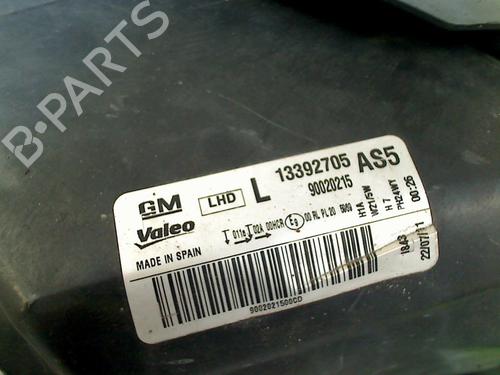 B-PARTS
GM LHD L 13392705 AS5
Valeo 90020215
MADE IN SPAIN
H1A
W21/5W
H7
PH24WY
00:26
22/07/11
9002021500CD